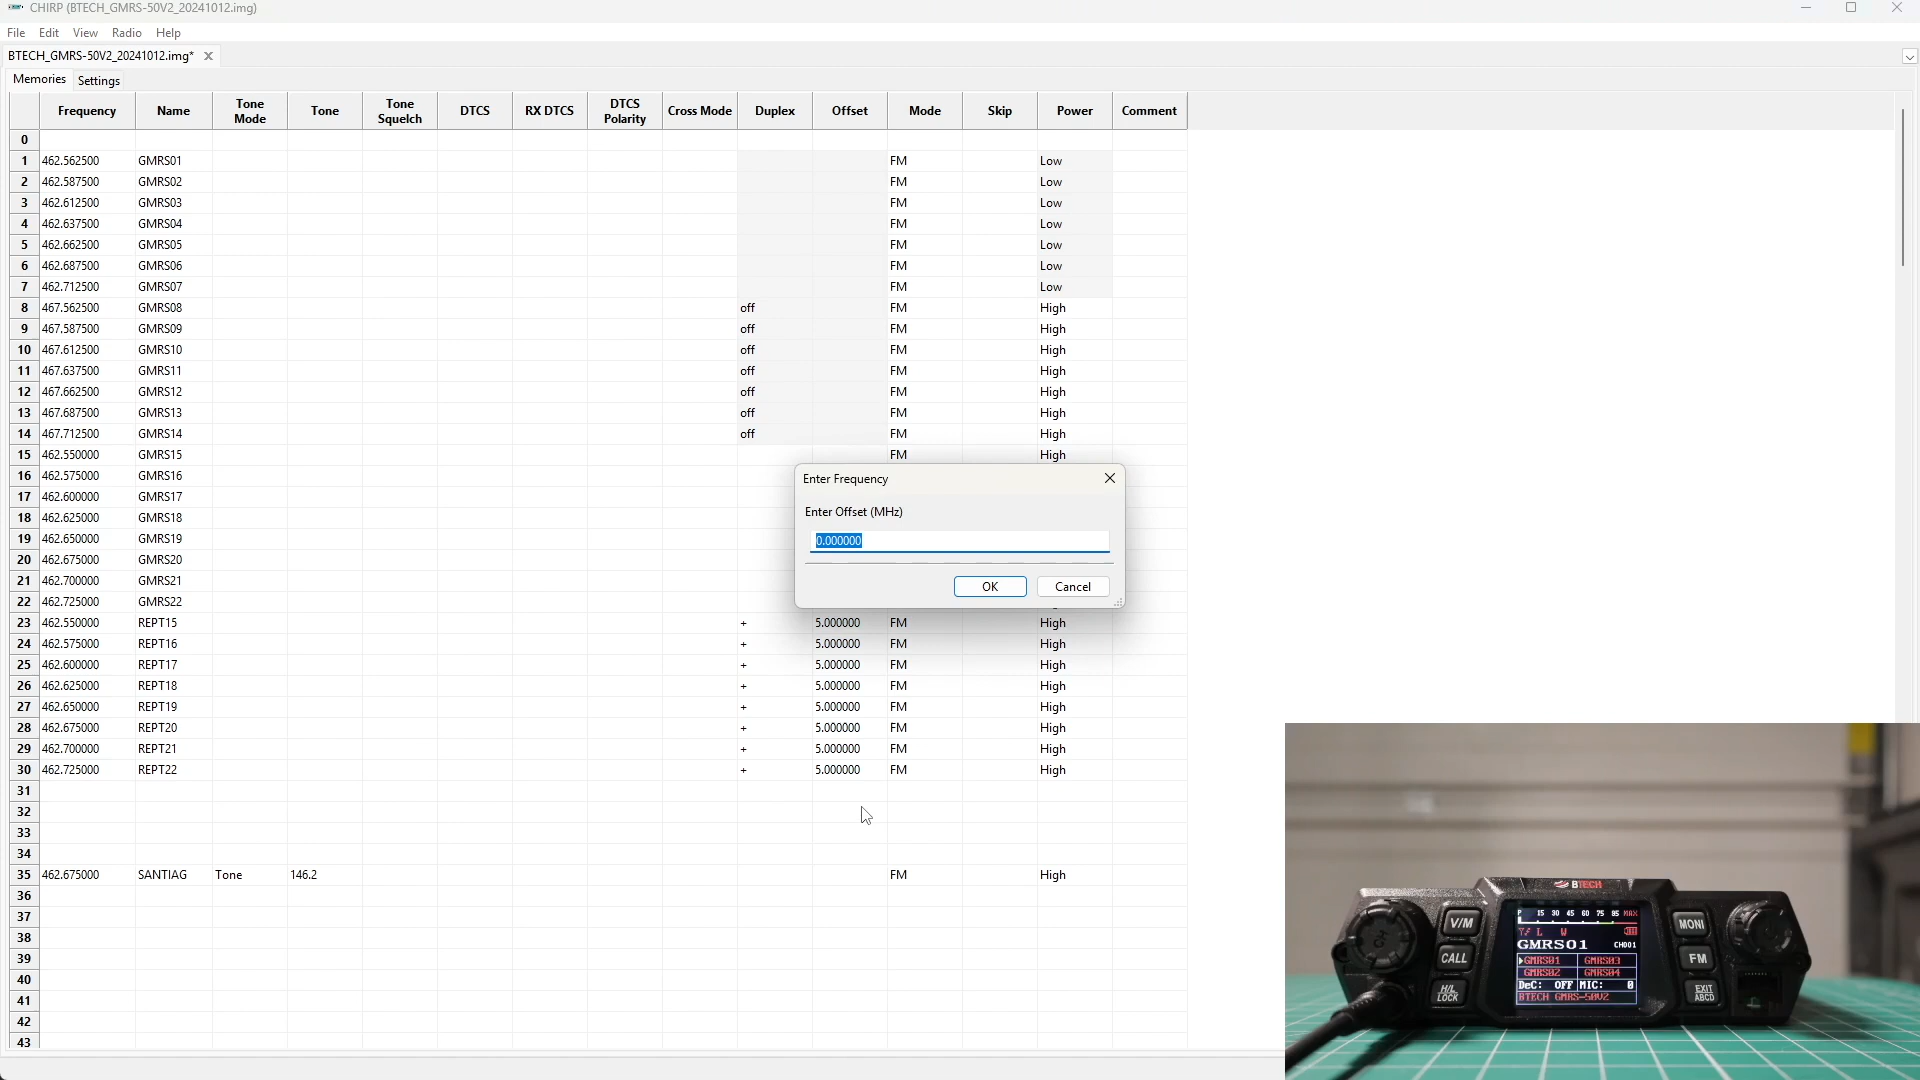 CHIRP (BTECH_GMRS-50V2_20241012.img)
File Edit View Radio Help
BTECH_GMRS-50V2_20241012.img*
Memories Settings
Frequency Name Tone Mode Tone Tone Squelch DTCS RX DTCS DTCS Polarity Cross Mode Duplex Offset Mode Skip Power Comment
0
1 462.562500 GMRS01 FM Low
2 462.587500 GMRS02 FM Low
3 462.612500 GMRS03 FM Low
4 462.637500 GMRS04 FM Low
5 462.662500 GMRS05 FM Low
6 462.687500 GMRS06 FM Low
7 462.712500 GMRS07 FM Low
8 467.562500 GMRS08 off FM High
9 467.587500 GMRS09 off FM High
10 467.612500 GMRS10 off FM High
11 467.637500 GMRS11 off FM High
12 467.662500 GMRS12 off FM High
13 467.687500 GMRS13 off FM High
14 467.712500 GMRS14 off FM High
15 462.550000 GMRS15 FM High
16 462.575000 GMRS16
17 462.600000 GMRS17
18 462.625000 GMRS18
19 462.650000 GMRS19
20 462.675000 GMRS20
21 462.700000 GMRS21
22 462.725000 GMRS22
Enter Frequency
Enter Offset (MHz)
0.000000
OK Cancel
23 462.550000 REPT15 + 5.000000 FM High
24 462.575000 REPT16 + 5.000000 FM High
25 462.600000 REPT17 + 5.000000 FM High
26 462.625000 REPT18 + 5.000000 FM High
27 462.650000 REPT19 + 5.000000 FM High
28 462.675000 REPT20 + 5.000000 FM High
29 462.700000 REPT21 + 5.000000 FM High
30 462.725000 REPT22 + 5.000000 FM High
31
32
33
34
35 462.675000 SANTIAG Tone 146.2 FM High
36
37
38
39
40
41
42
43
BTECH
P 15 30 45 60 75 85 MAX
L W
GMRS01 CH001
GMRS01 GMRS03
GMRS02 GMRS04
DeC: OFF MIC: 0
BTECH GMRS-50V2
V/M
CALL
H/L LOCK
MONI
FM
EXIT ABCD
CH